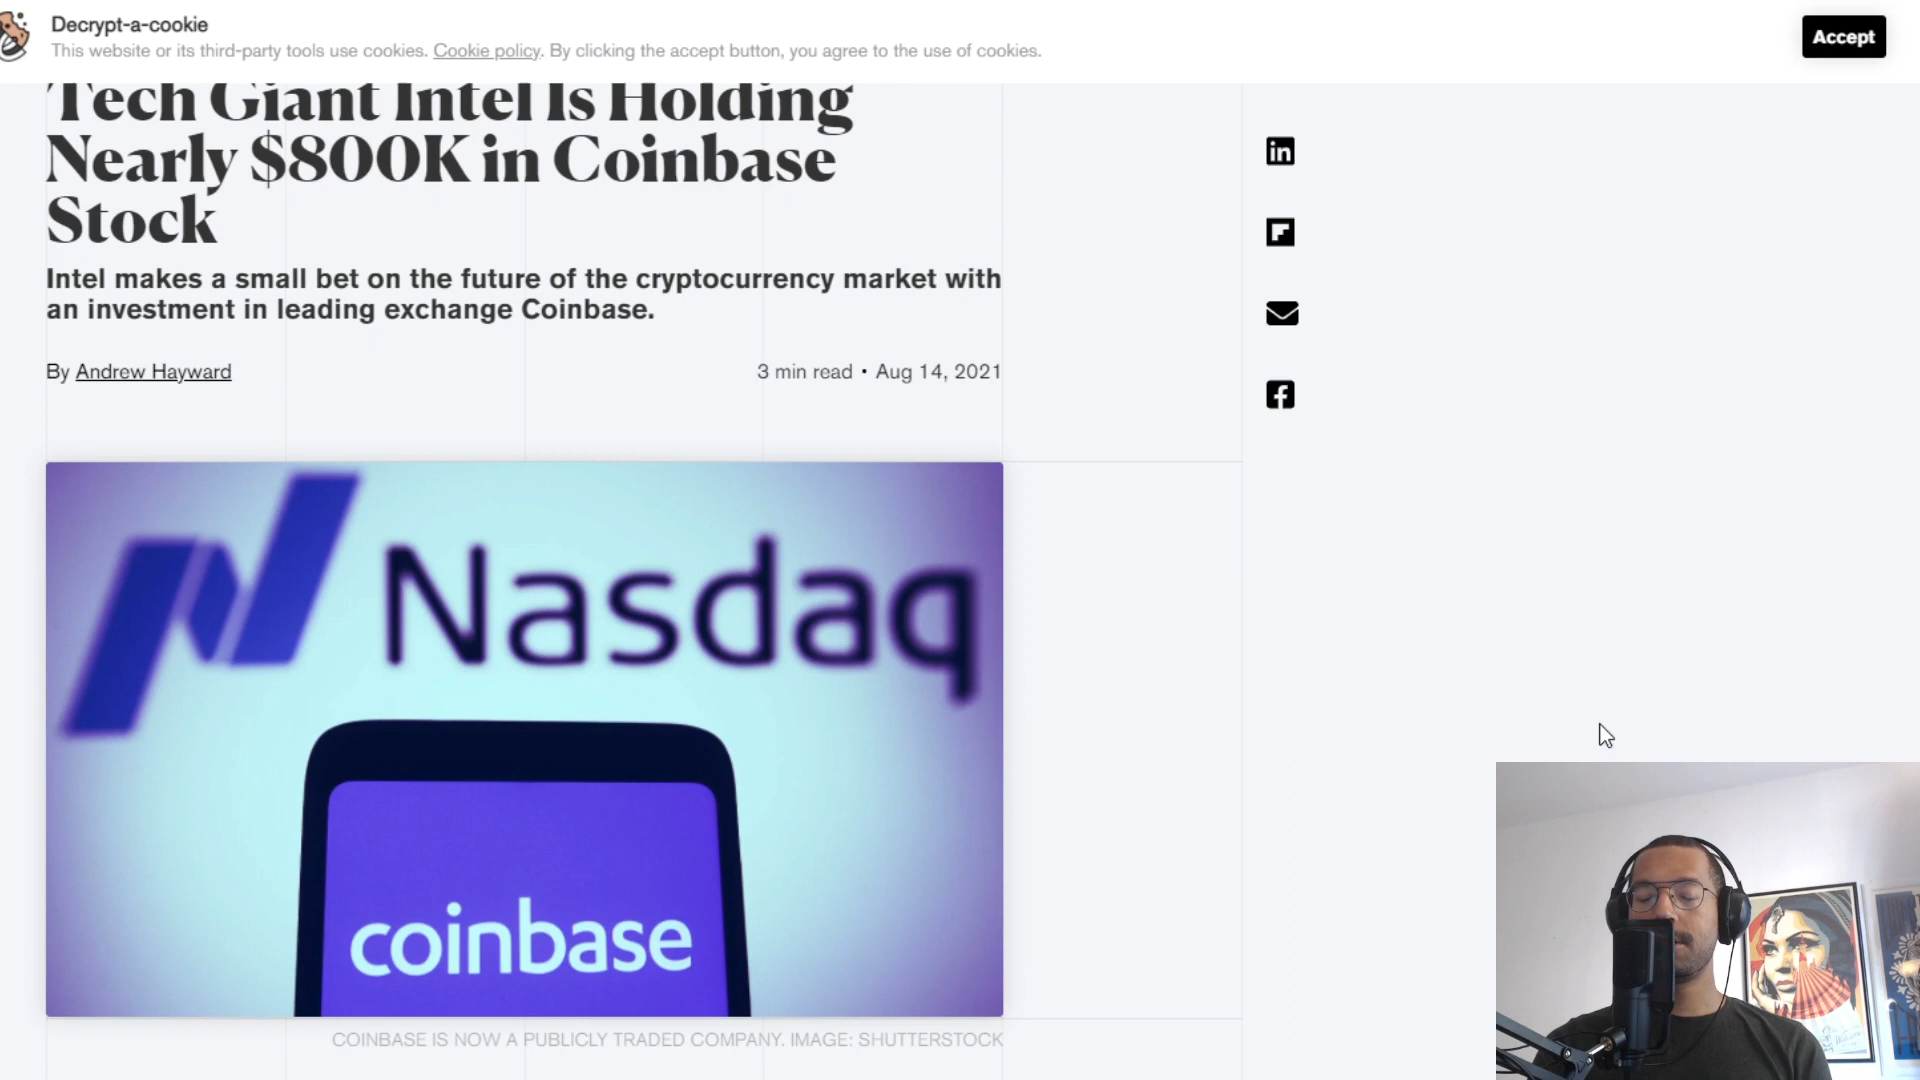 Decrypt-a-cookie
This website or its third-party tools use cookies. Cookie policy. By clicking the accept button, you agree to the use of cookies.
Accept
Tech Giant Intel Is Holding
Nearly $800K in Coinbase
Stock
Intel makes a small bet on the future of the cryptocurrency market with
an investment in leading exchange Coinbase.
By Andrew Hayward
3 min read • Aug 14, 2021
in
Nasdaq
coinbase
COINBASE IS NOW A PUBLICLY TRADED COMPANY. IMAGE: SHUTTERSTOCK